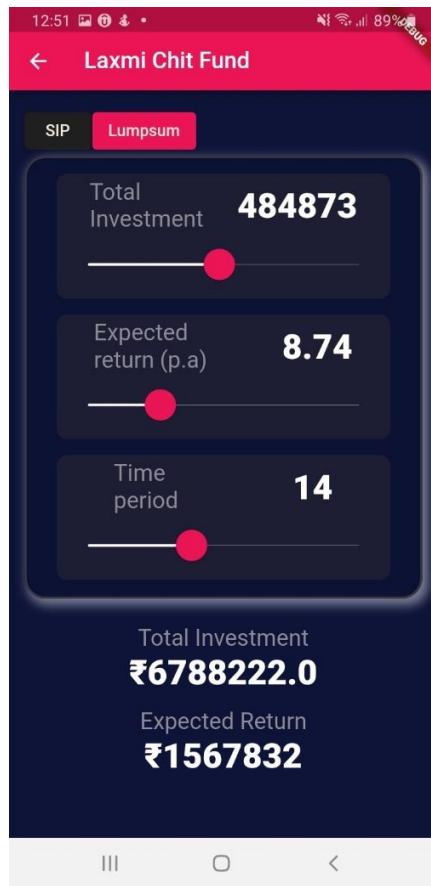 12:51
89%
DEBUG
Laxmi Chit Fund
SIP
Lumpsum
Total
Investment
484873
Expected
return (p.a)
8.74
Time
period
14
Total Investment
₹6788222.0
Expected Return
₹1567832